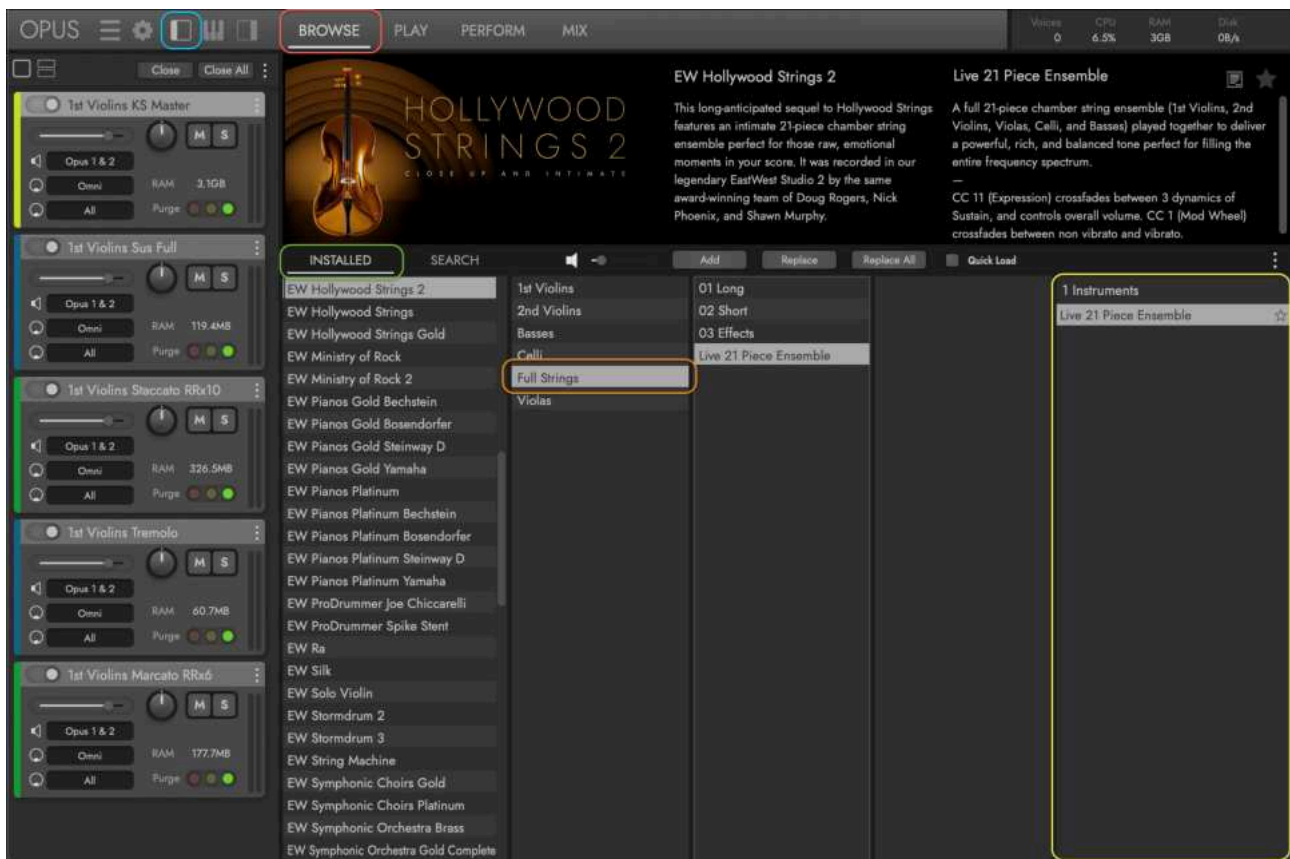 OPUS
BROWSE PLAY PERFORM MIX
Voices CPU RAM Disk
0 6.5% 3GB 0B/s
Close Close All
1st Violins KS Master
M S
Opus 1 & 2
Omni RAM 3.1GB
All Purge
1st Violins Sus Full
M S
Opus 1 & 2
Omni RAM 119.4MB
All Purge
1st Violins Staccato RRx10
M S
Opus 1 & 2
Omni RAM 326.5MB
All Purge
1st Violins Tremolo
M S
Opus 1 & 2
Omni RAM 60.7MB
All Purge
1st Violins Marcato RRx6
M S
Opus 1 & 2
Omni RAM 177.7MB
All Purge
HOLLYWOOD
STRINGS 2
CLOSE UP AND INTIMATE
EW Hollywood Strings 2
This long-anticipated sequel to Hollywood Strings
features an intimate 21-piece chamber string
ensemble perfect for those raw, emotional
moments in your score. It was recorded in our
legendary EastWest Studio 2 by the same
award-winning team of Doug Rogers, Nick
Phoenix, and Shawn Murphy.
Live 21 Piece Ensemble
A full 21-piece chamber string ensemble (1st Violins, 2nd
Violins, Violas, Celli, and Basses) played together to deliver
a powerful, rich, and balanced tone perfect for filling the
entire frequency spectrum.
—
CC 11 (Expression) crossfades between 3 dynamics of
Sustain, and controls overall volume. CC 1 (Mod Wheel)
crossfades between non vibrato and vibrato.
INSTALLED SEARCH Add Replace Replace All Quick Load
EW Hollywood Strings 2
EW Hollywood Strings
EW Hollywood Strings Gold
EW Ministry of Rock
EW Ministry of Rock 2
EW Pianos Gold Bechstein
EW Pianos Gold Bosendorfer
EW Pianos Gold Steinway D
EW Pianos Gold Yamaha
EW Pianos Platinum
EW Pianos Platinum Bechstein
EW Pianos Platinum Bosendorfer
EW Pianos Platinum Steinway D
EW Pianos Platinum Yamaha
EW ProDrummer Joe Chiccarelli
EW ProDrummer Spike Stent
EW Ra
EW Silk
EW Solo Violin
EW Stormdrum 2
EW Stormdrum 3
EW String Machine
EW Symphonic Choirs Gold
EW Symphonic Choirs Platinum
EW Symphonic Orchestra Brass
EW Symphonic Orchestra Gold Complete
1st Violins
2nd Violins
Basses
Celli
Full Strings
Violas
01 Long
02 Short
03 Effects
Live 21 Piece Ensemble
1 Instruments
Live 21 Piece Ensemble